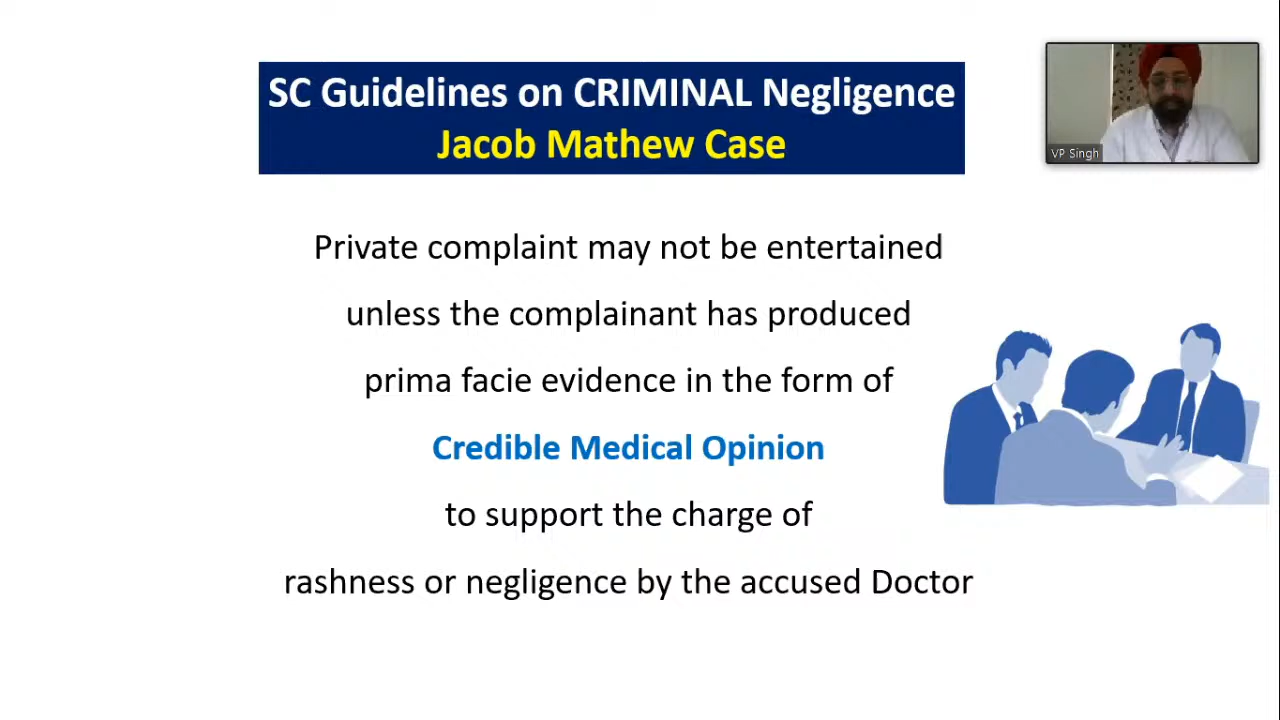 SC Guidelines on CRIMINAL Negligence
Jacob Mathew Case
VP Singh
Private complaint may not be entertained
unless the complainant has produced
prima facie evidence in the form of
Credible Medical Opinion
to support the charge of
rashness or negligence by the accused Doctor